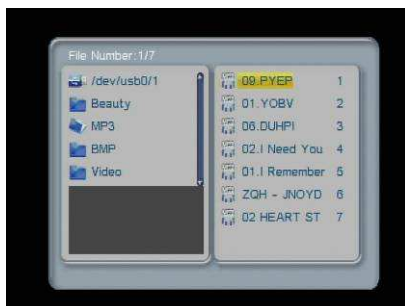 File Number:1/7
/dev/usb0/1
Beauty
MP3
BMP
Video
09.PYEP 1
01.YOBV 2
06.DUHPI 3
02.I Need You 4
01.I Remember 5
ZQH - JNOYD 6
02 HEART ST 7